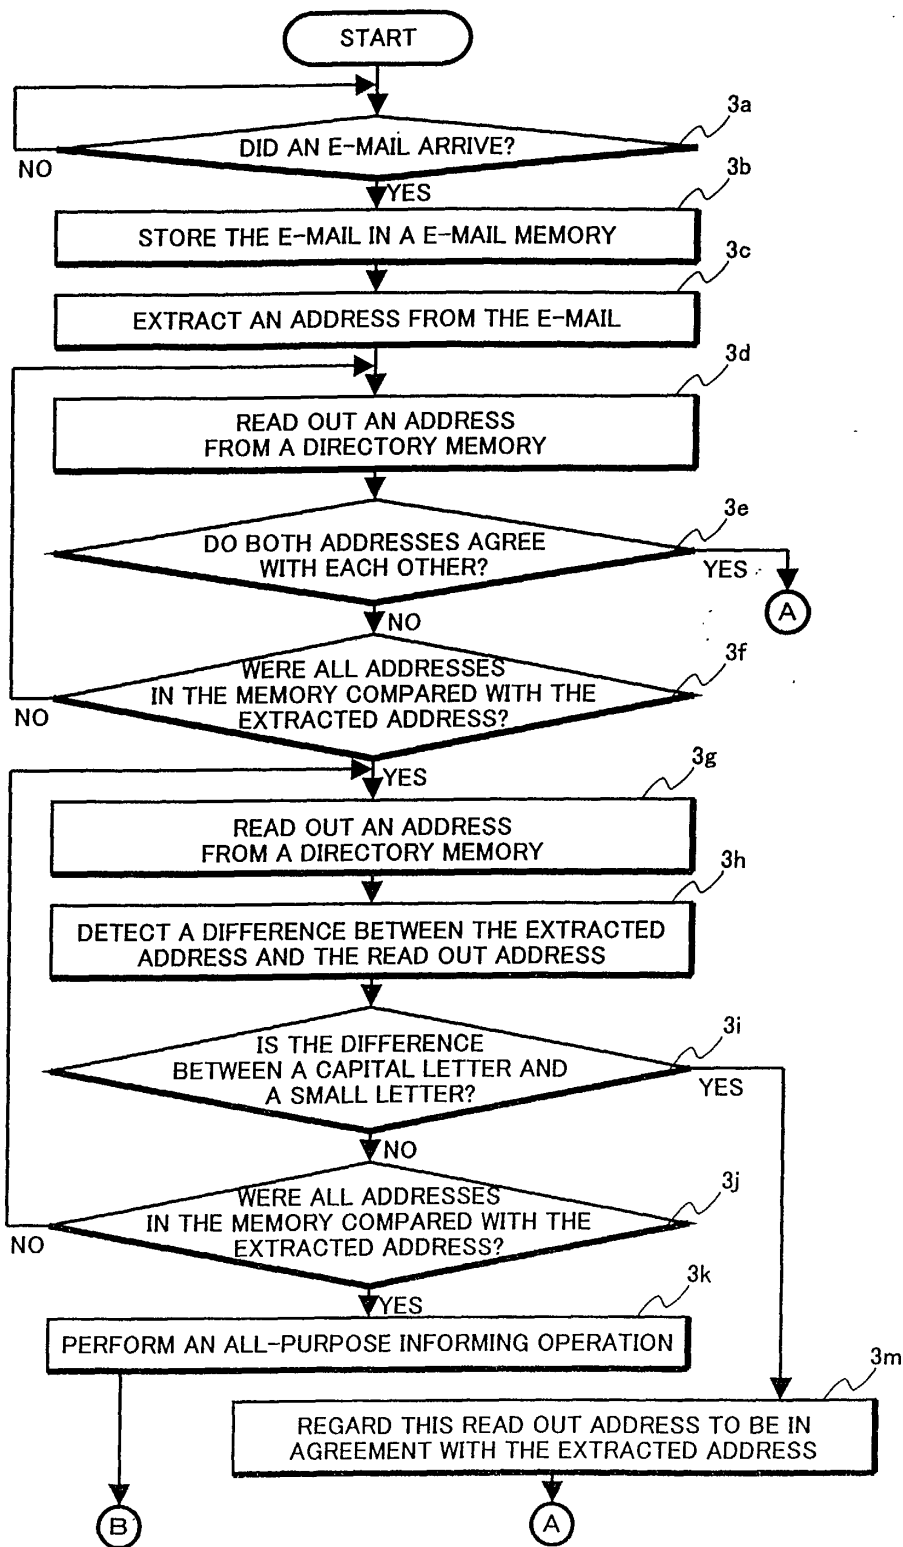 START
3a
DID AN E-MAIL ARRIVE?
NO
YES
3b
STORE THE E-MAIL IN A E-MAIL MEMORY
3c
EXTRACT AN ADDRESS FROM THE E-MAIL
3d
READ OUT AN ADDRESS
FROM A DIRECTORY MEMORY
3e
DO BOTH ADDRESSES AGREE
WITH EACH OTHER?
YES
A
NO
3f
WERE ALL ADDRESSES
IN THE MEMORY COMPARED WITH THE
EXTRACTED ADDRESS?
NO
YES
3g
READ OUT AN ADDRESS
FROM A DIRECTORY MEMORY
3h
DETECT A DIFFERENCE BETWEEN THE EXTRACTED
ADDRESS AND THE READ OUT ADDRESS
3i
IS THE DIFFERENCE
BETWEEN A CAPITAL LETTER AND
A SMALL LETTER?
YES
NO
3j
WERE ALL ADDRESSES
IN THE MEMORY COMPARED WITH THE
EXTRACTED ADDRESS?
NO
YES
3k
PERFORM AN ALL-PURPOSE INFORMING OPERATION
3m
REGARD THIS READ OUT ADDRESS TO BE IN
AGREEMENT WITH THE EXTRACTED ADDRESS
B
A